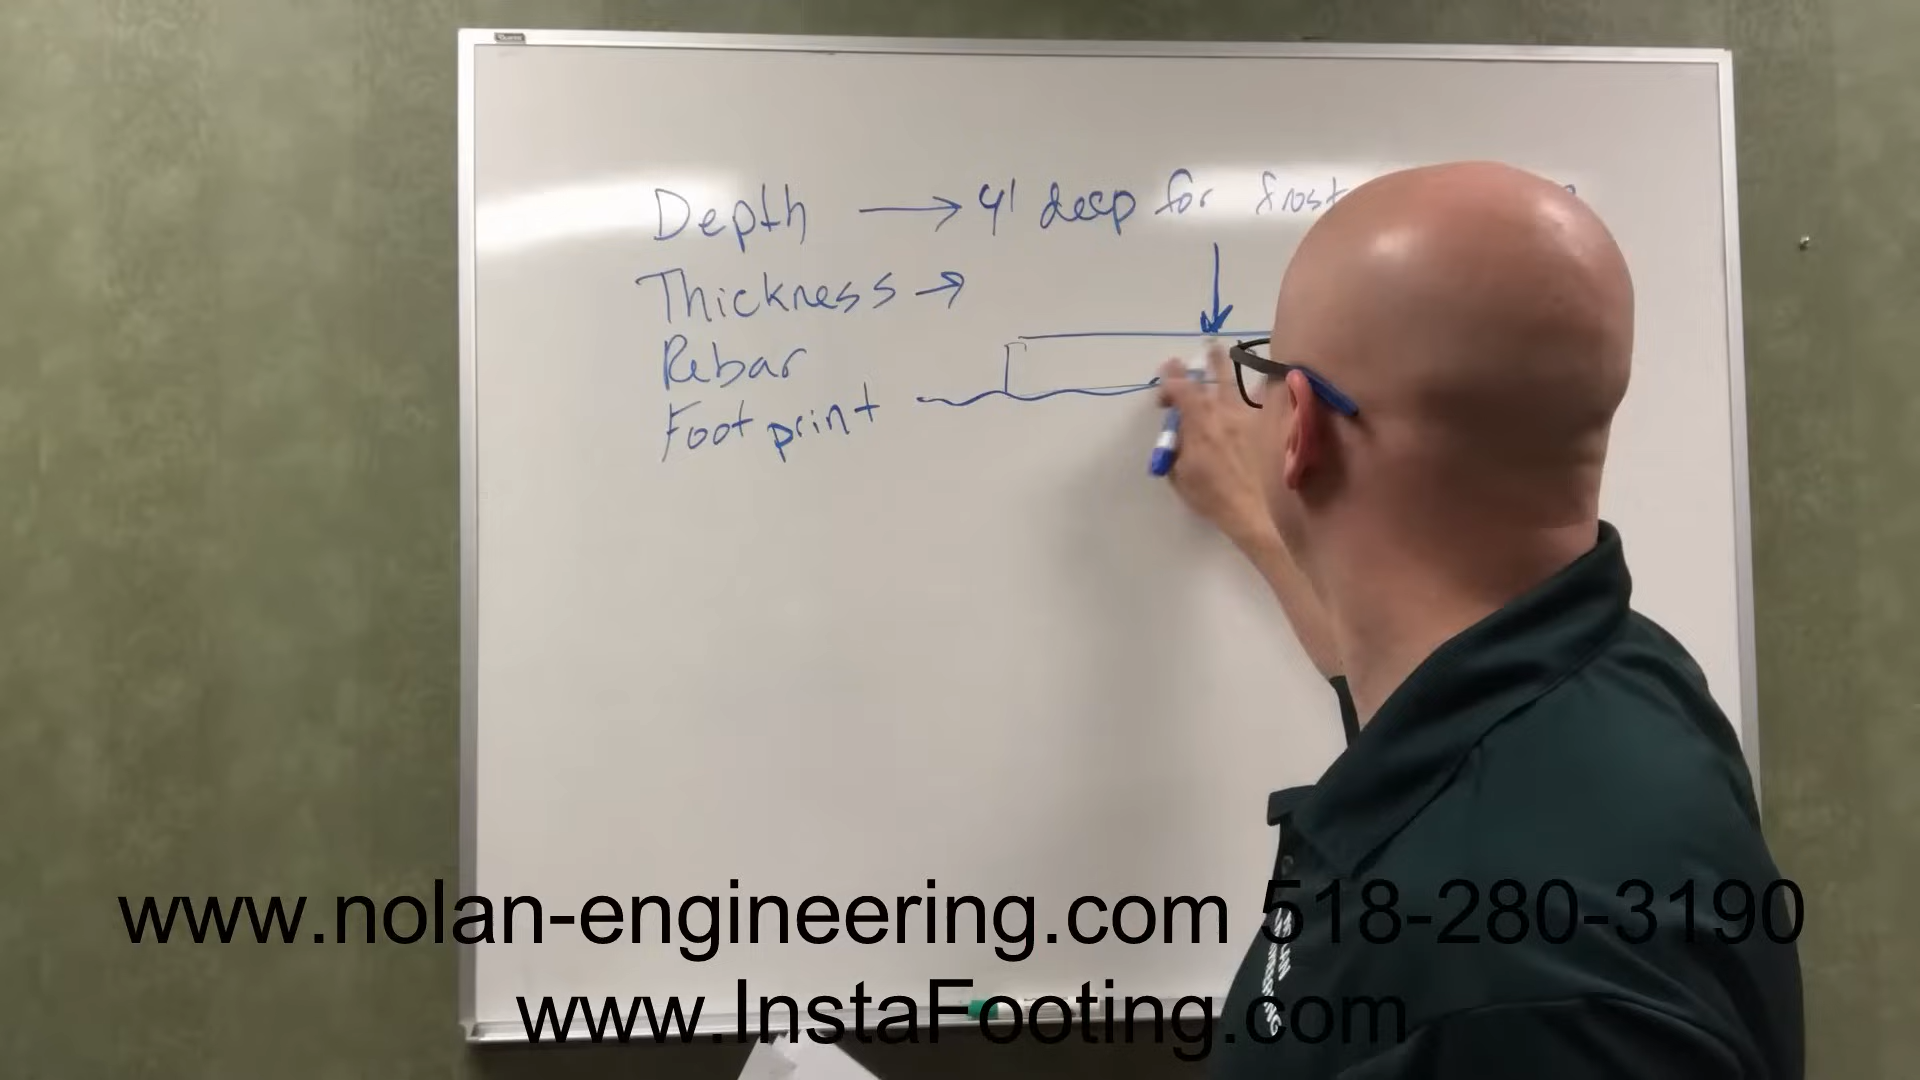 Depth → 4' deep for frost
Thickness →
Rebar
Footprint
www.nolan-engineering.com 518-280-3190
www.InstaFooting.com